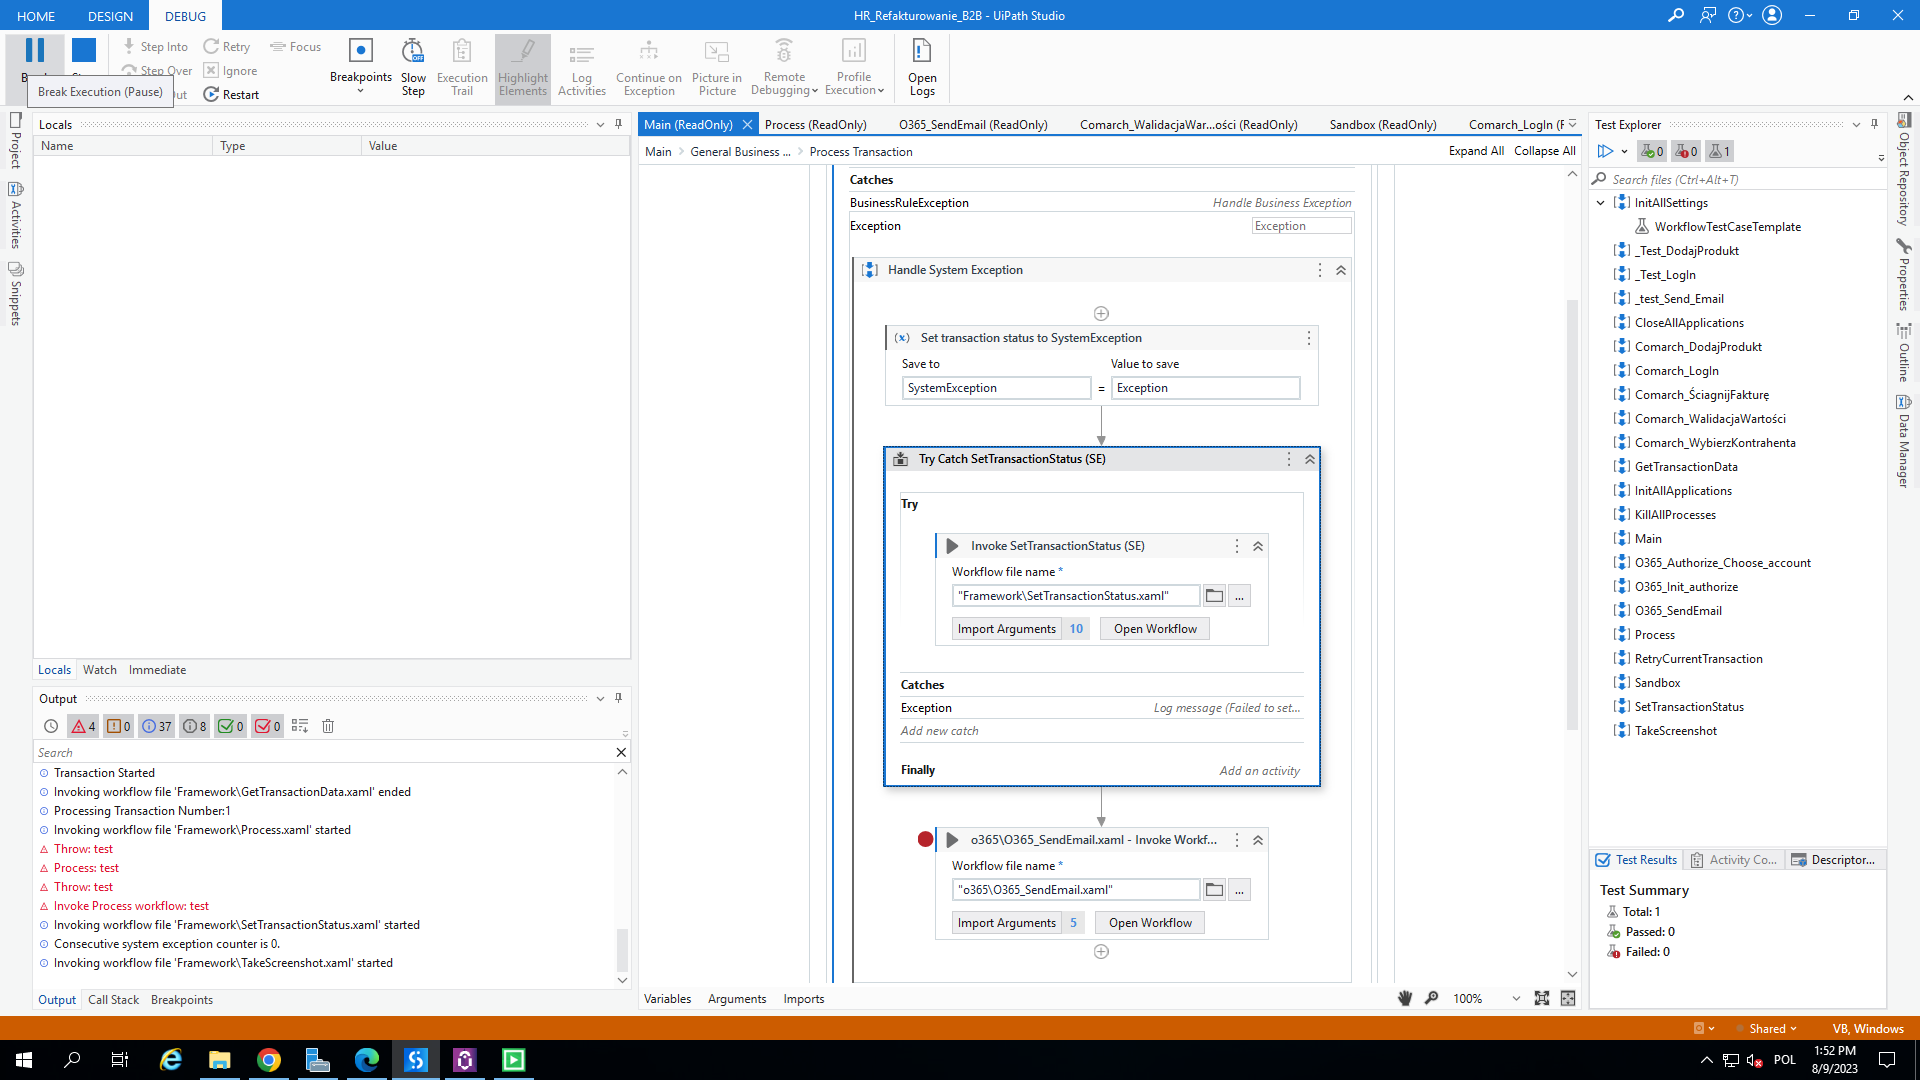 HOME
DESIGN
DEBUG
HR_Refakturowanie_B2B - UiPath Studio
Step Into
Retry
Focus
Step Over
Ignore
Out
Restart
Break Execution (Pause)
Breakpoints
Slow
Step
Execution
Trail
Highlight
Elements
Log
Activities
Continue on
Exception
Picture in
Picture
Remote
Debugging
Profile
Execution
Open
Logs
Project
Activities
Snippets
Locals
Name
Type
Value
Locals
Watch
Immediate
Output
4
0
37
8
0
0
Search
Transaction Started
Invoking workflow file 'Framework\GetTransactionData.xaml' ended
Processing Transaction Number:1
Invoking workflow file 'Framework\Process.xaml' started
Throw: test
Process: test
Throw: test
Invoke Process workflow: test
Invoking workflow file 'Framework\SetTransactionStatus.xaml' started
Consecutive system exception counter is 0.
Invoking workflow file 'Framework\TakeScreenshot.xaml' started
Output
Call Stack
Breakpoints
Main (ReadOnly)
Process (ReadOnly)
O365_SendEmail (ReadOnly)
Comarch_WalidacjaWar...ości (ReadOnly)
Sandbox (ReadOnly)
Comarch_LogIn (F
Main
General Business ...
Process Transaction
Expand All
Collapse All
Catches
BusinessRuleException
Handle Business Exception
Exception
Exception
Handle System Exception
(x) Set transaction status to SystemException
Save to
Value to save
SystemException
=
Exception
Try Catch SetTransactionStatus (SE)
Try
Invoke SetTransactionStatus (SE)
Workflow file name *
"Framework\SetTransactionStatus.xaml"
...
Import Arguments
10
Open Workflow
Catches
Exception
Log message (Failed to set...
Add new catch
Finally
Add an activity
o365\O365_SendEmail.xaml - Invoke Workf...
Workflow file name *
"o365\O365_SendEmail.xaml"
...
Import Arguments
5
Open Workflow
Variables
Arguments
Imports
100%
Test Explorer
0
0
1
Search files (Ctrl+Alt+T)
InitAllSettings
WorkflowTestCaseTemplate
_Test_DodajProdukt
_Test_LogIn
_test_Send_Email
CloseAllApplications
Comarch_DodajProdukt
Comarch_LogIn
Comarch_ŚciagnijFakturę
Comarch_WalidacjaWartości
Comarch_WybierzKontrahenta
GetTransactionData
InitAllApplications
KillAllProcesses
Main
O365_Authorize_Choose_account
O365_Init_authorize
O365_SendEmail
Process
RetryCurrentTransaction
Sandbox
SetTransactionStatus
TakeScreenshot
Test Results
Activity Co...
Descriptor...
Test Summary
Total: 1
Passed: 0
Failed: 0
Object Repository
Properties
Outline
Data Manager
Shared
VB, Windows
POL
1:52 PM
8/9/2023